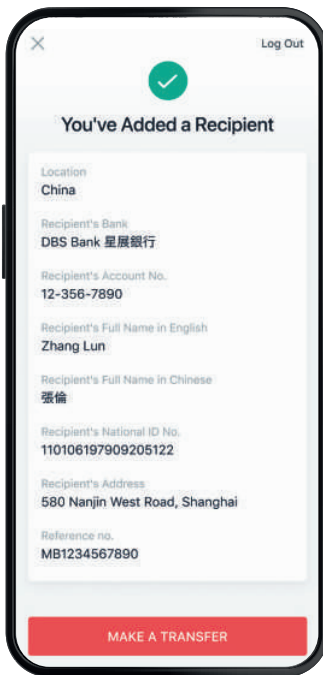 Log Out
You've Added a Recipient
Location
China
Recipient's Bank
DBS Bank 星展銀行
Recipient's Account No.
12-356-7890
Recipient's Full Name in English
Zhang Lun
Recipient's Full Name in Chinese
張倫
Recipient's National ID No.
110106197909205122
Recipient's Address
580 Nanjin West Road, Shanghai
Reference no.
MB1234567890
MAKE A TRANSFER